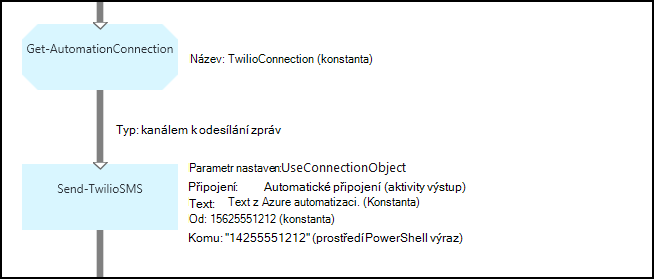 Get-AutomationConnection
Název: TwilioConnection (konstanta)
Typ: kanálem k odesílání zpráv
Send-TwilioSMS
Parametr nastaven:UseConnectionObject
Připojení: Automatické připojení (aktivity výstup)
Text: Text z Azure automatizaci. (Konstanta)
Od: 15625551212 (konstanta)
Komu: "14255551212" (prostředí PowerShell výraz)